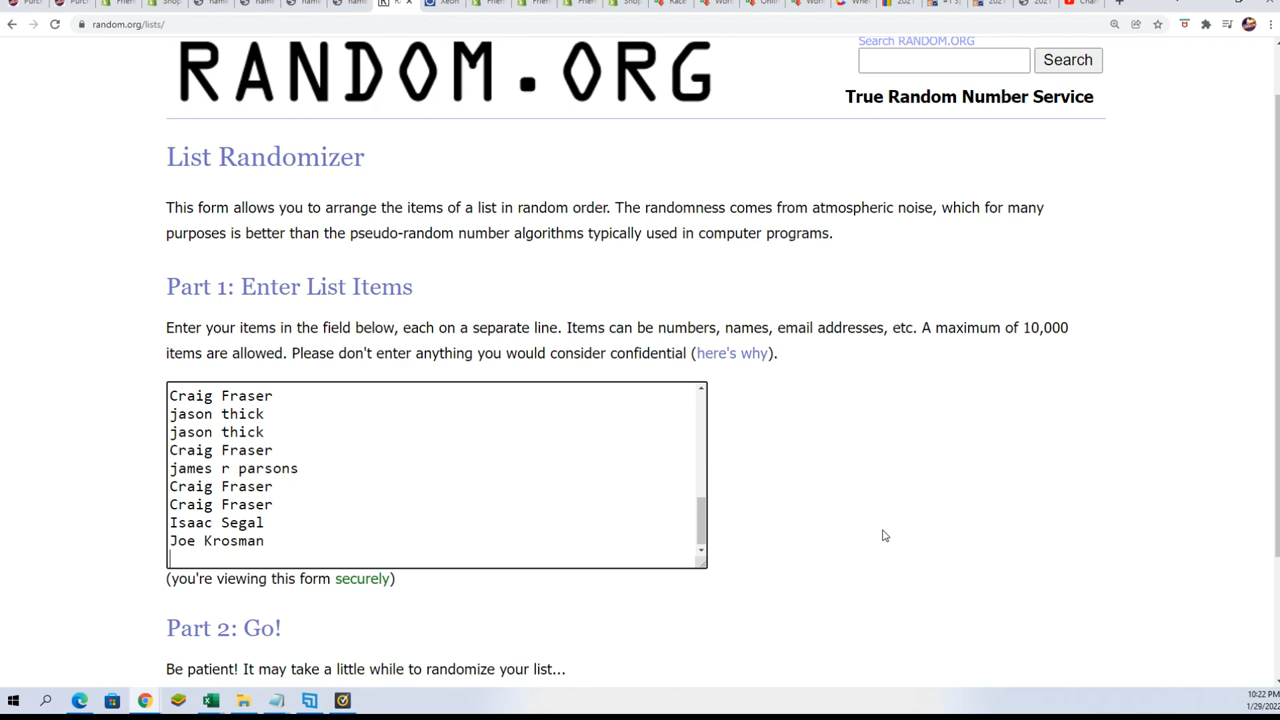 random.org/lists/
RANDOM.ORG
Search RANDOM.ORG
Search
True Random Number Service
List Randomizer
This form allows you to arrange the items of a list in random order. The randomness comes from atmospheric noise, which for many
purposes is better than the pseudo-random number algorithms typically used in computer programs.
Part 1: Enter List Items
Enter your items in the field below, each on a separate line. Items can be numbers, names, email addresses, etc. A maximum of 10,000
items are allowed. Please don't enter anything you would consider confidential (here's why).
Craig Fraser
jason thick
jason thick
Craig Fraser
james r parsons
Craig Fraser
Craig Fraser
Isaac Segal
Joe Krosman
(you're viewing this form securely)
Part 2: Go!
Be patient! It may take a little while to randomize your list...
10:22 PM